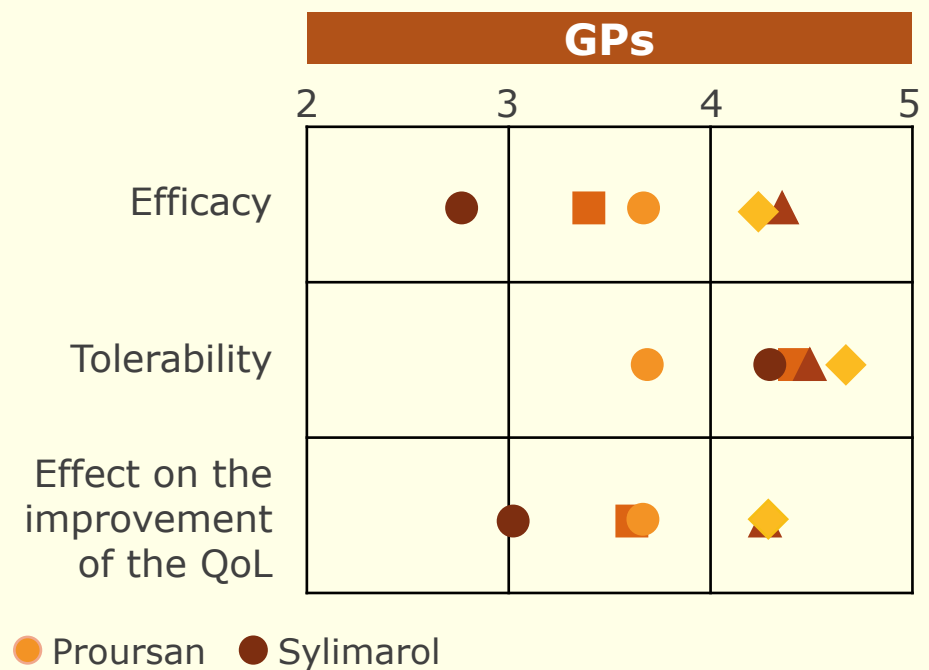 GPs
2 3 4 5
Efficacy
Tolerability
Effect on the
improvement
of the QoL
Proursan Sylimarol